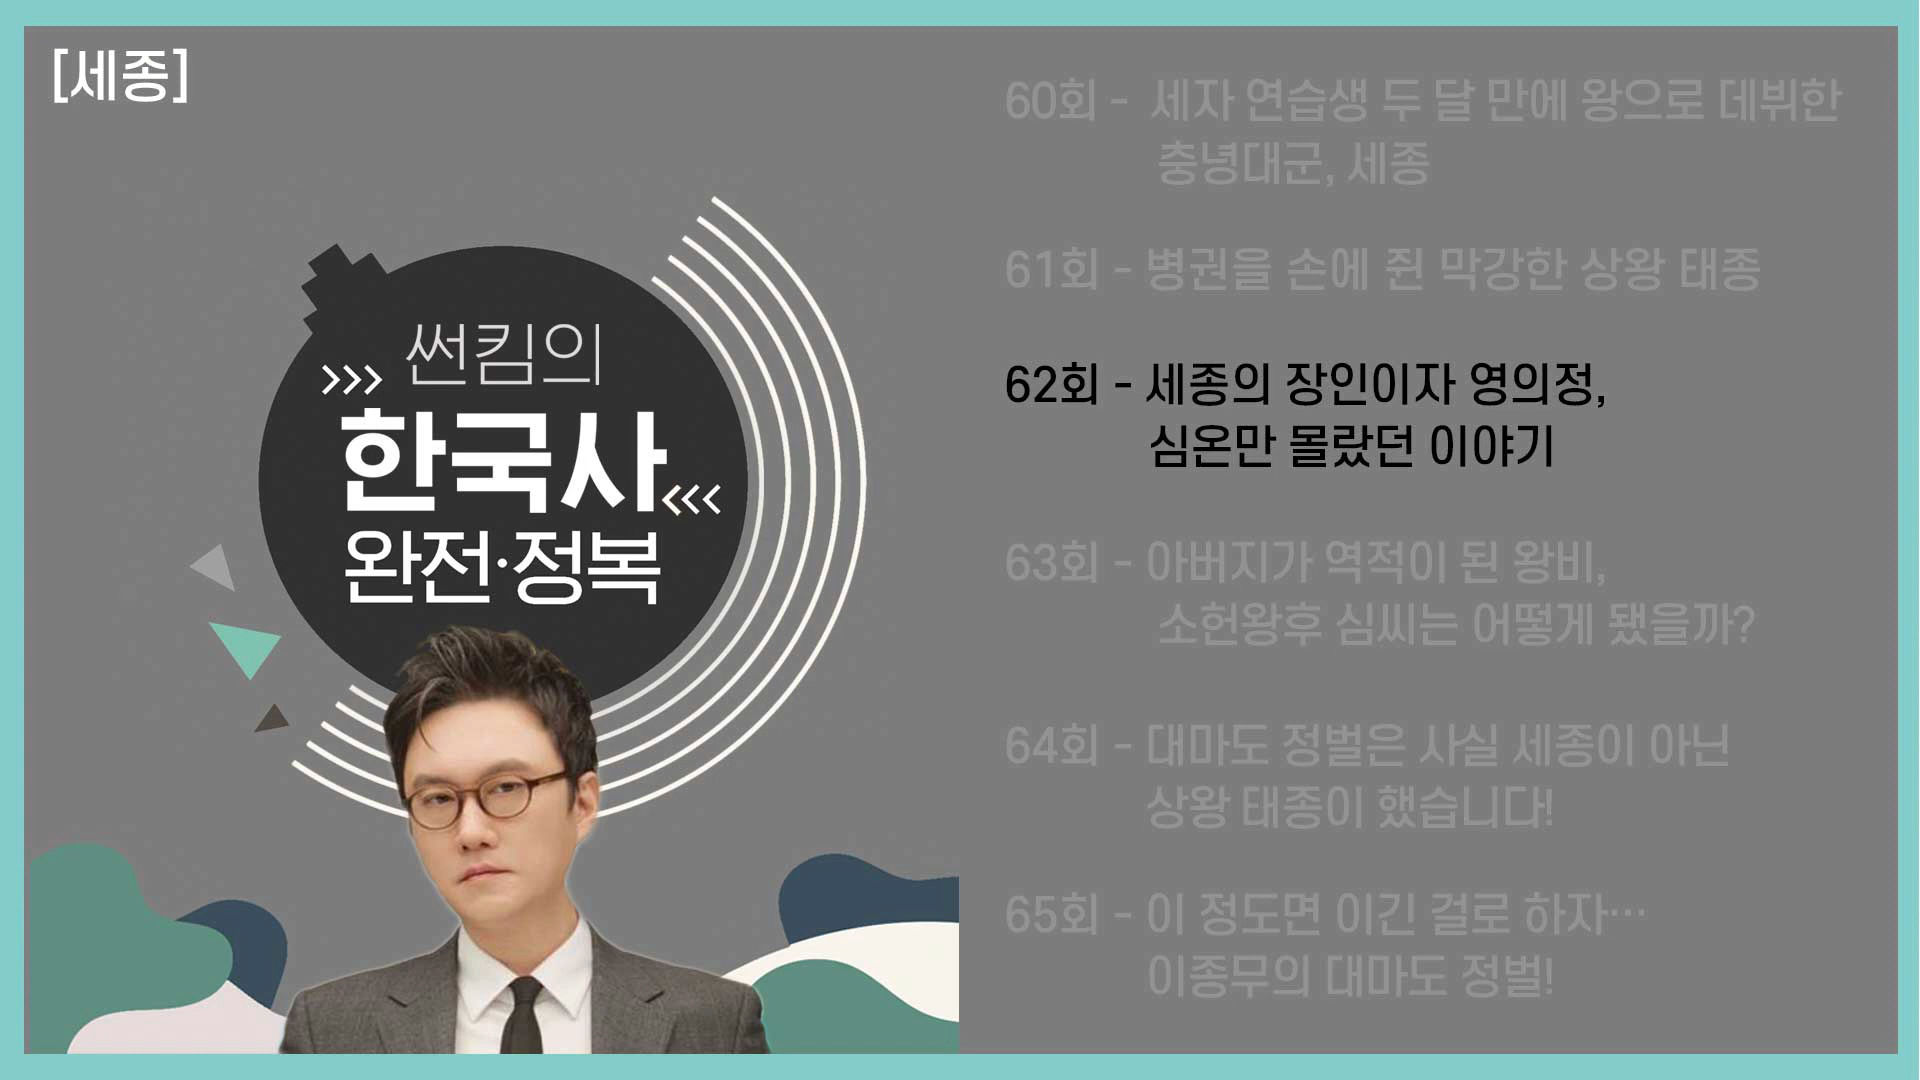 [세종]
썬킴의
한국사
완전·정복
60회 - 세자 연습생 두 달 만에 왕으로 데뷔한
충녕대군, 세종
61회 - 병권을 손에 쥔 막강한 상왕 태종
62회 - 세종의 장인이자 영의정,
심온만 몰랐던 이야기
63회 - 아버지가 역적이 된 왕비,
소헌왕후 심씨는 어떻게 됐을까?
64회 - 대마도 정벌은 사실 세종이 아닌
상왕 태종이 했습니다!
65회 - 이 정도면 이긴 걸로 하자…
이종무의 대마도 정벌!